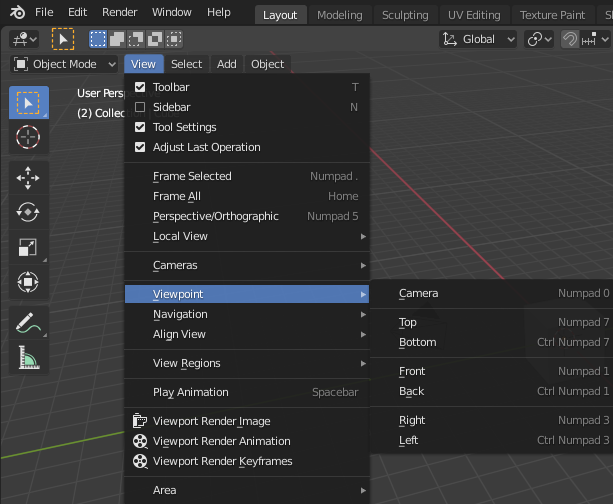 File Edit Render Window Help Layout Modeling Sculpting UV Editing Texture Paint
Global
Object Mode View Select Add Object
Toolbar T
User Persp
Sidebar N
(2) Collec
Tool Settings
Adjust Last Operation
Frame Selected Numpad .
Frame All Home
Perspective/Orthographic Numpad 5
Local View
Cameras
Viewpoint
Navigation
Align View
View Regions
Play Animation Spacebar
Viewport Render Image
Viewport Render Animation
Viewport Render Keyframes
Area
Camera Numpad 0
Top Numpad 7
Bottom Ctrl Numpad 7
Front Numpad 1
Back Ctrl Numpad 1
Right Numpad 3
Left Ctrl Numpad 3